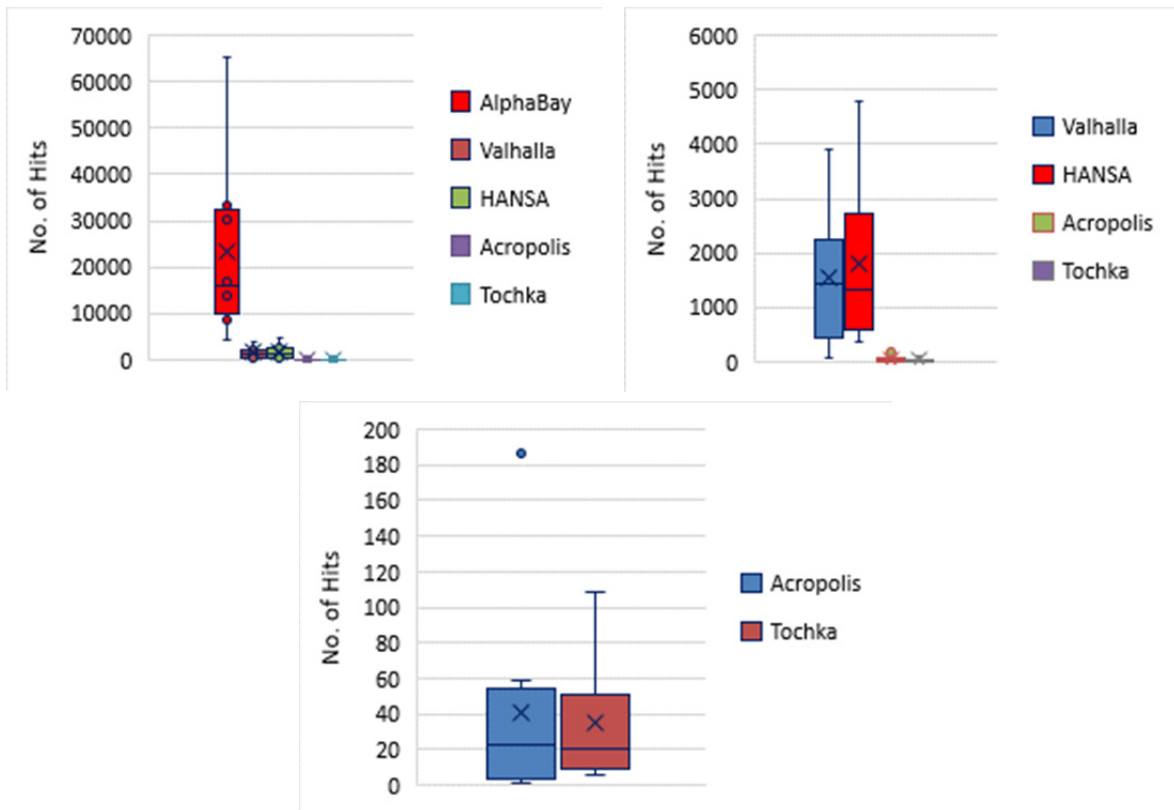 70000
60000
50000
40000
30000
20000
10000
0
No. of Hits
AlphaBay
Valhalla
HANSA
Acropolis
Tochka
6000
5000
4000
3000
2000
1000
0
No. of Hits
Valhalla
HANSA
Acropolis
Tochka
200
180
160
140
120
100
80
60
40
20
0
No. of Hits
Acropolis
Tochka